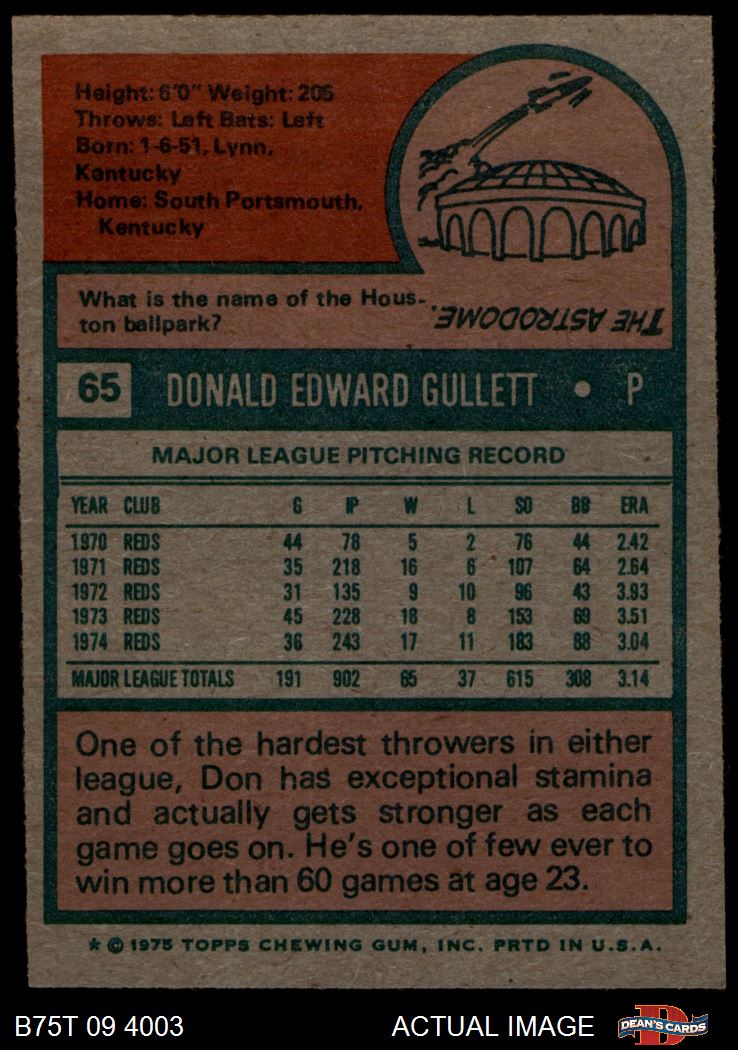 Height: 6'0" Weight: 205
Throws: Left Bats: Left
Born: 1-6-51, Lynn,
Kentucky
Home: South Portsmouth,
Kentucky
What is the name of the Hous-
ton ballpark?
THE ASTRODOME.
65 DONALD EDWARD GULLETT • P
MAJOR LEAGUE PITCHING RECORD
YEAR CLUB G IP W L SO BB ERA
1970 REDS 44 78 5 2 76 44 2.42
1971 REDS 35 218 16 6 107 64 2.64
1972 REDS 31 135 9 10 96 43 3.93
1973 REDS 45 228 18 8 153 69 3.51
1974 REDS 36 243 17 11 183 88 3.04
MAJOR LEAGUE TOTALS 191 902 65 37 615 308 3.14
One of the hardest throwers in either
league, Don has exceptional stamina
and actually gets stronger as each
game goes on. He's one of few ever to
win more than 60 games at age 23.
* © 1975 TOPPS CHEWING GUM, INC. PRTD IN U.S.A.
B75T 09 4003 ACTUAL IMAGE D DEAN'S CARDS